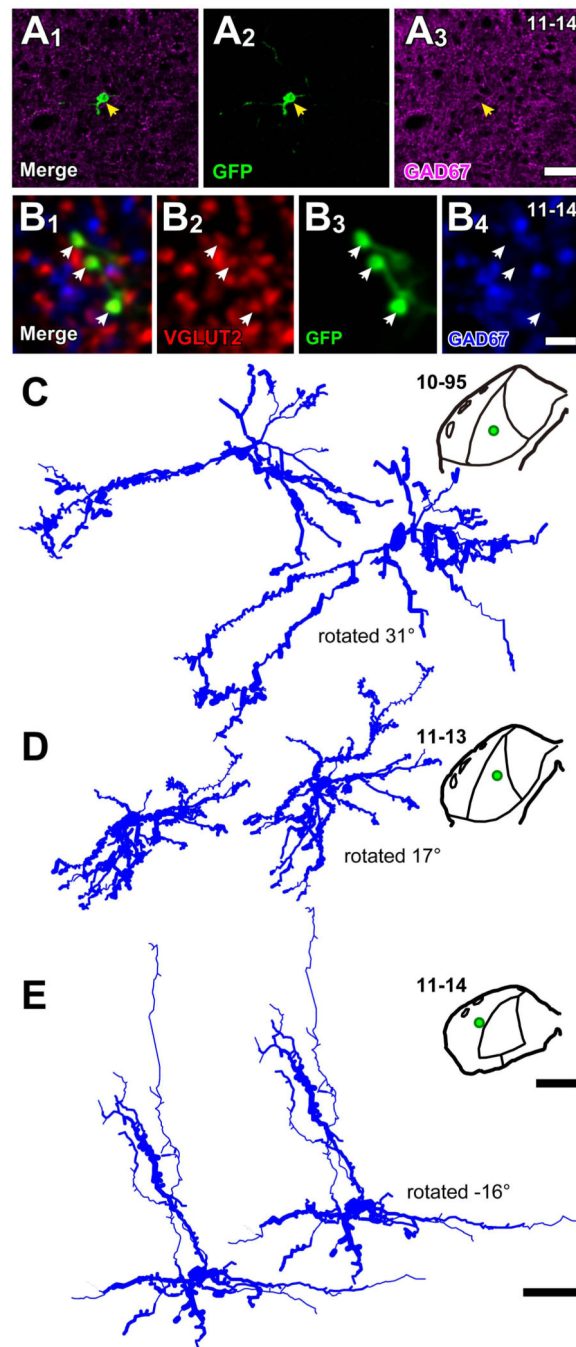 A1
A2
A3
11-14
Merge
GFP
GAD67
B1
B2
B3
B4
11-14
Merge
VGLUT2
GFP
GAD67
C
10-95
rotated 31°
D
11-13
rotated 17°
E
11-14
rotated -16°